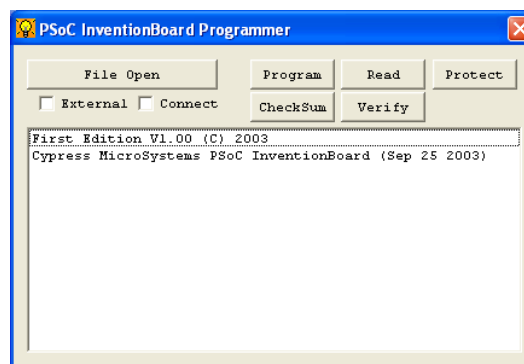 PSoC InventionBoard Programmer
File Open Program Read Protect
External Connect CheckSum Verify
First Edition V1.00 (C) 2003
Cypress MicroSystems PSoC InventionBoard (Sep 25 2003)